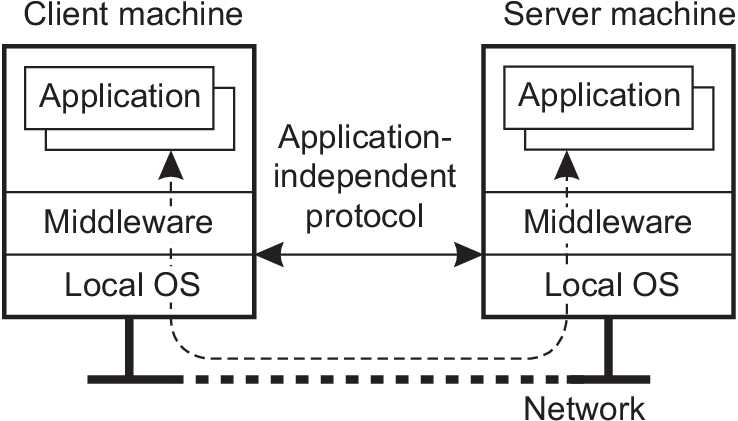 Client machine
Server machine
Application
Application
Application-
independent
protocol
Middleware
Middleware
Local OS
Local OS
Network